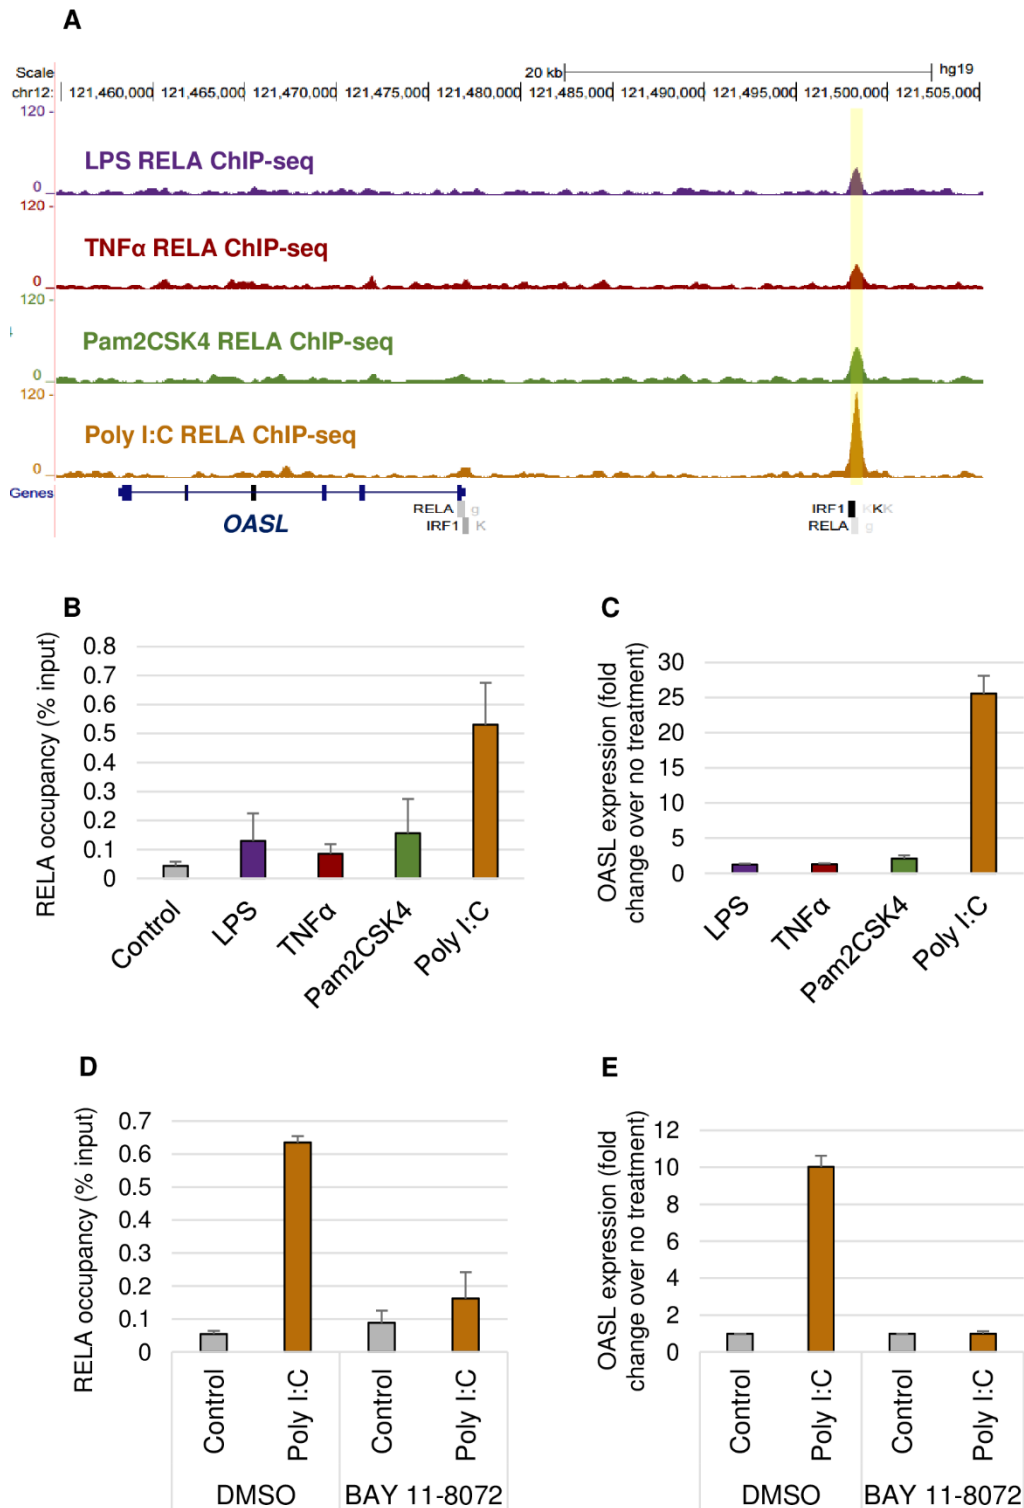 A
Scale 20 kb hg19
chr12: 121,460,000 121,465,000 121,470,000 121,475,000 121,480,000 121,485,000 121,490,000 121,495,000 121,500,000 121,505,000
120
LPS RELA ChIP-seq
0
120
TNFα RELA ChIP-seq
0
120
Pam2CSK4 RELA ChIP-seq
0
120
Poly I:C RELA ChIP-seq
0
Genes
RELA g IRF1 KKK
OASL IRF1 K RELA g
B
RELA occupancy (% input)
0.8
0.7
0.6
0.5
0.4
0.3
0.2
0.1
0
Control LPS TNFα Pam2CSK4 Poly I:C
C
OASL expression (fold
change over no treatment)
30
25
20
15
10
5
0
LPS TNFα Pam2CSK4 Poly I:C
D
RELA occupancy (% input)
0.7
0.6
0.5
0.4
0.3
0.2
0.1
0
Control Poly I:C Control Poly I:C
DMSO BAY 11-8072
E
OASL expression (fold
change over no treatment)
12
10
8
6
4
2
0
Control Poly I:C Control Poly I:C
DMSO BAY 11-8072